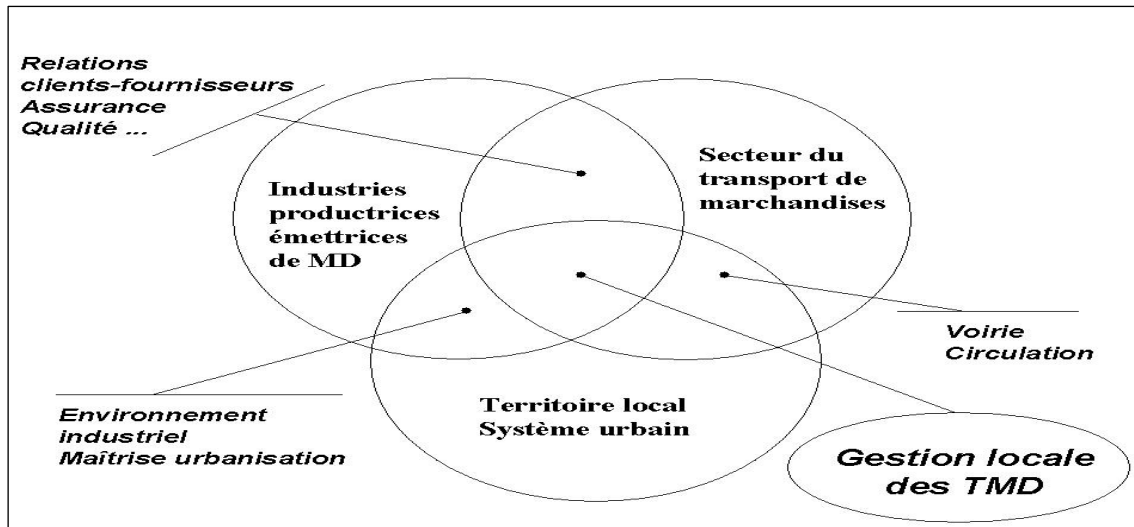 Relations
clients-fournisseurs
Assurance
Qualité ...
Industries
productrices
émettrices
de MD
Secteur du
transport de
marchandises
Voirie
Circulation
Environnement
industriel
Maîtrise urbanisation
Territoire local
Système urbain
Gestion locale
des TMD